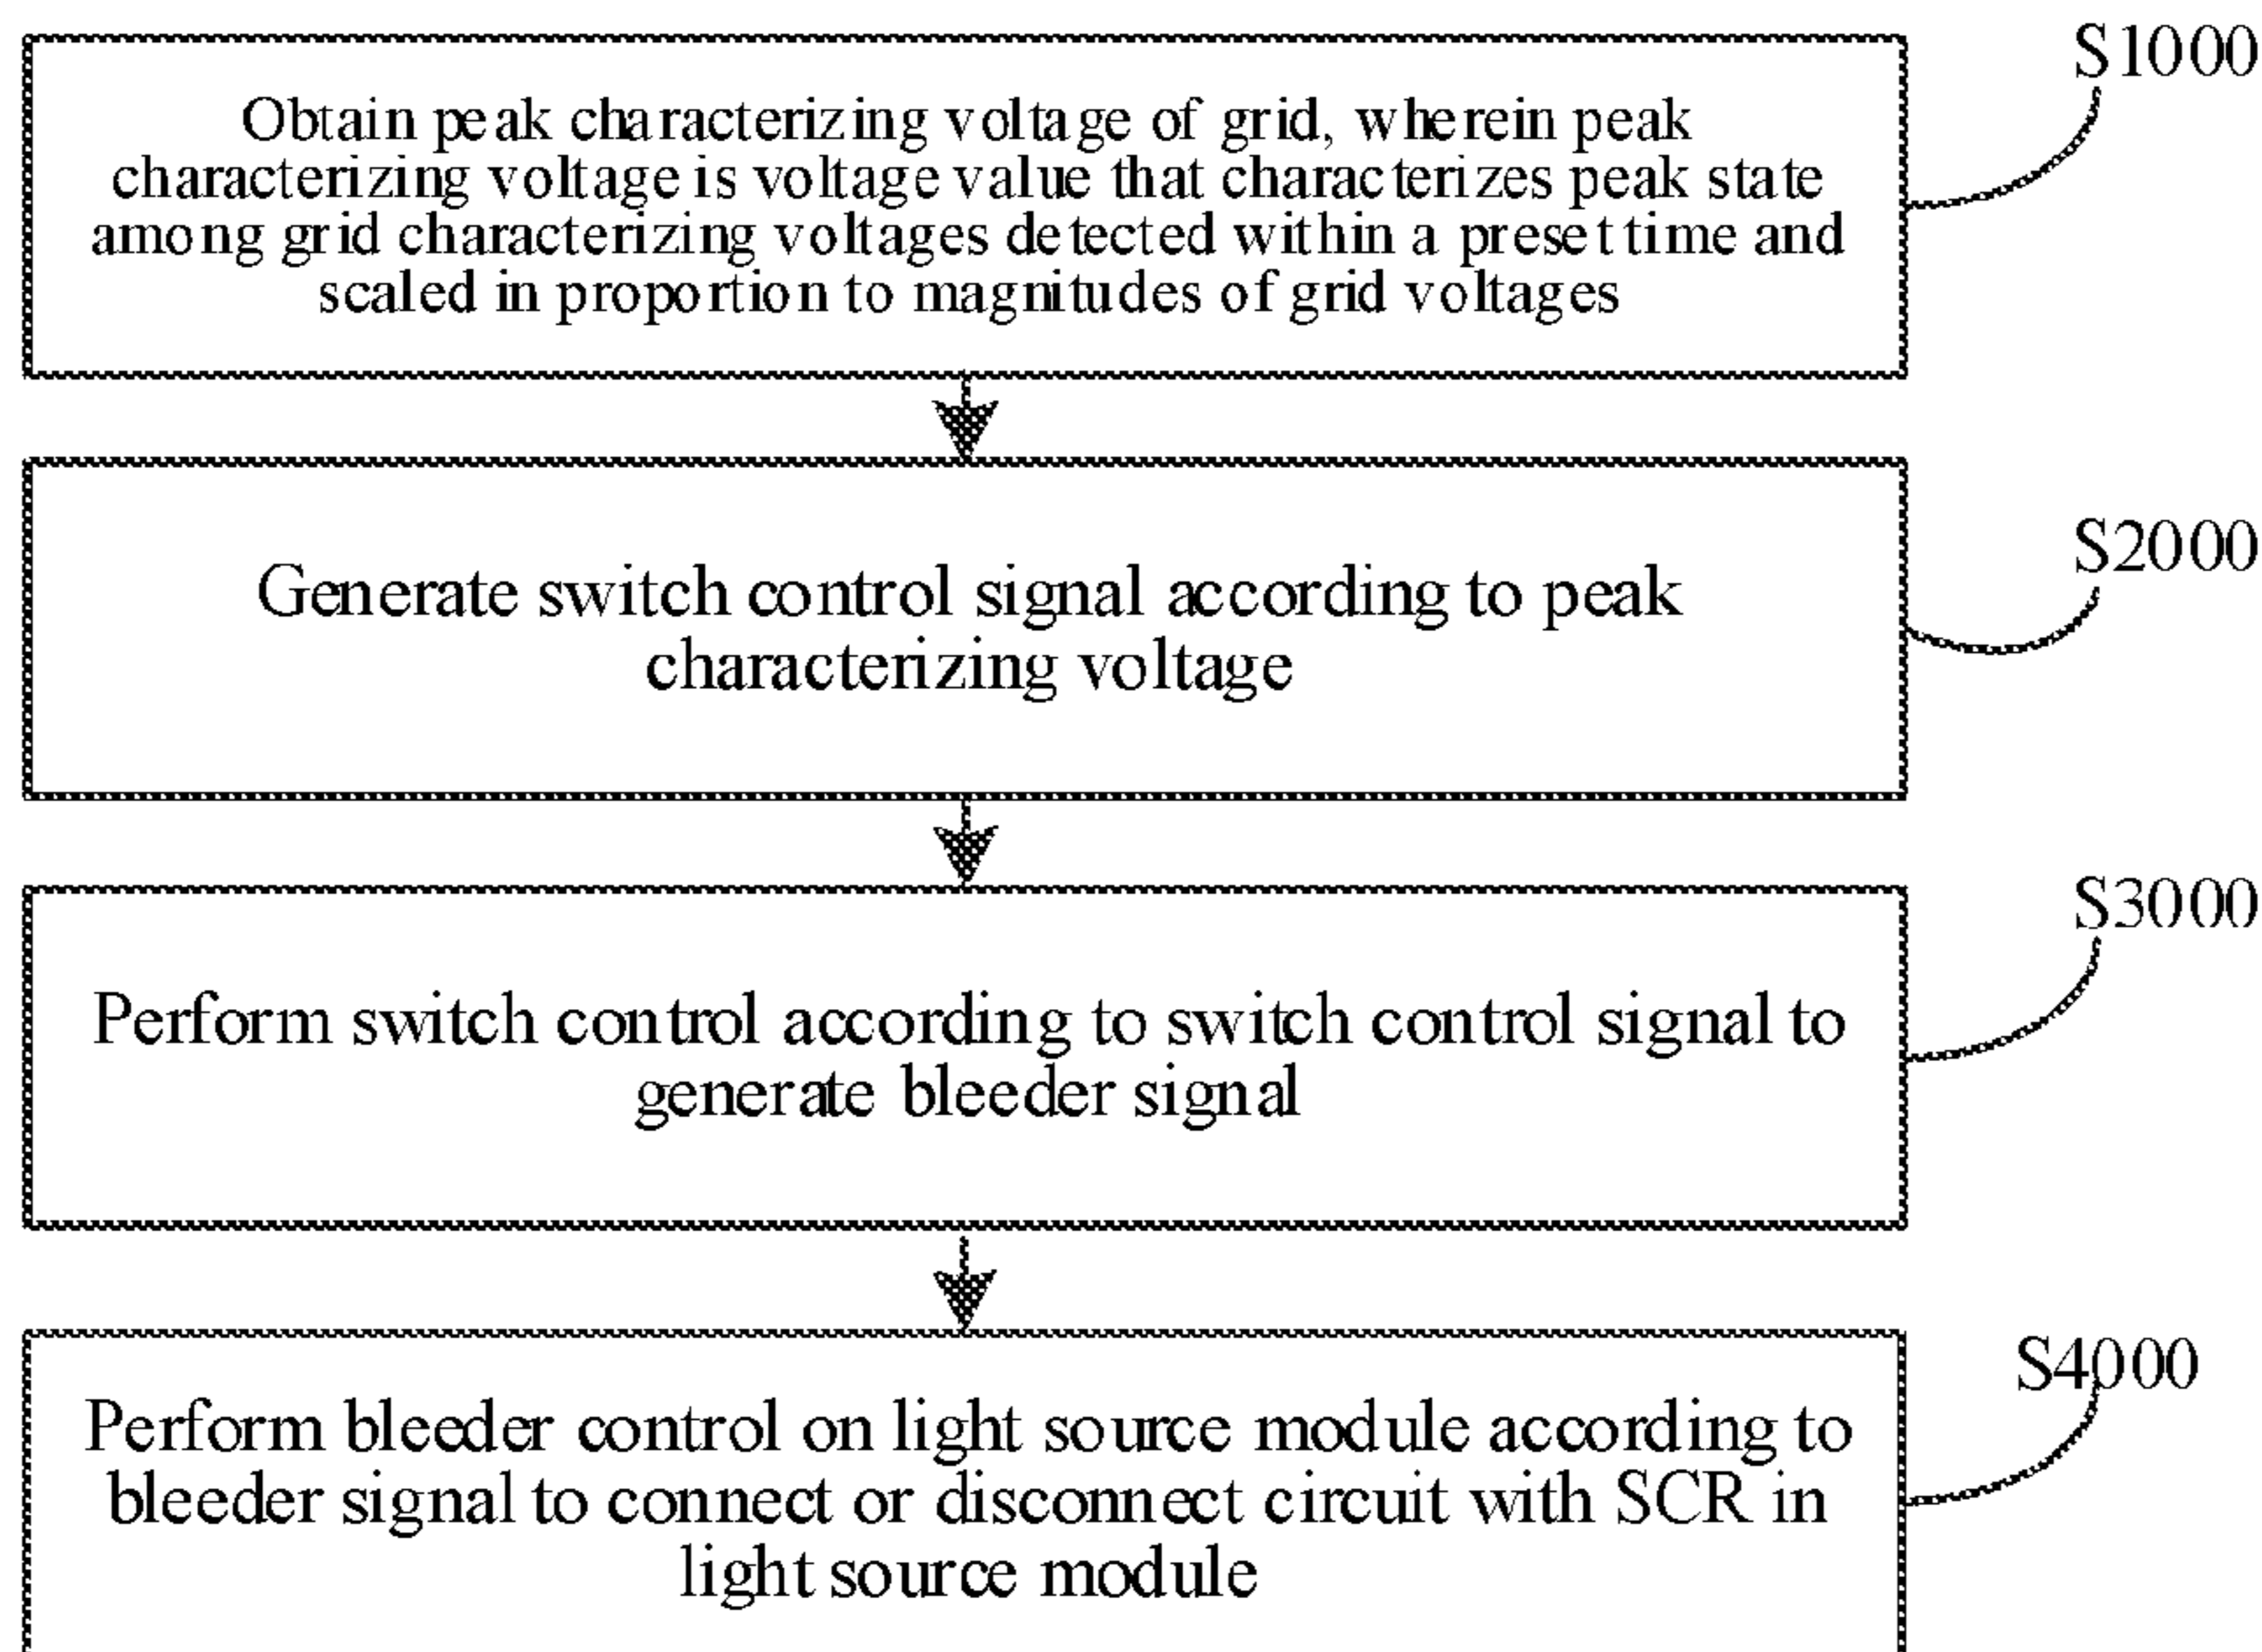 S1000
Obtain peak characterizing voltage of grid, wherein peak
characterizing voltage is voltage value that characterizes peak state
among grid characterizing voltages detected within a preset time and
scaled in proportion to magnitudes of grid voltages
S2000
Generate switch control signal according to peak
characterizing voltage
S3000
Perform switch control according to switch control signal to
generate bleeder signal
S4000
Perform bleeder control on light source module according to
bleeder signal to connect or disconnect circuit with SCR in
light source module